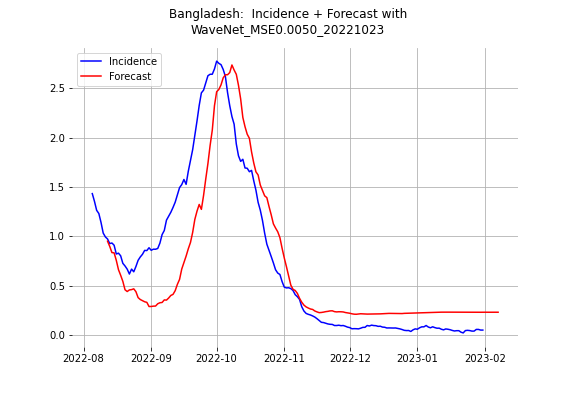 Bangladesh:  Incidence + Forecast with
WaveNet_MSE0.0050_20221023
Incidence
Forecast
2.5
2.0
1.5
1.0
0.5
0.0
2022-08 2022-09 2022-10 2022-11 2022-12 2023-01 2023-02